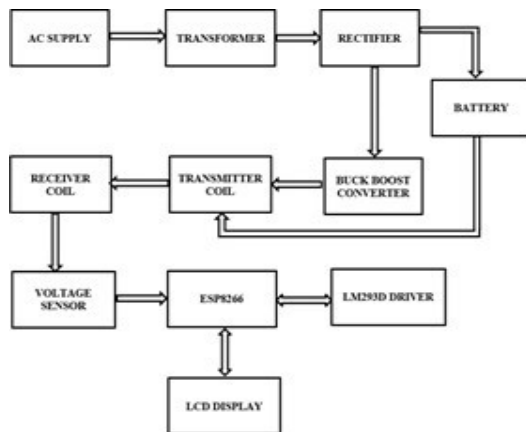 AC SUPPLY
TRANSFORMER
RECTIFIER
BATTERY
RECEIVER
COIL
TRANSMITTER
COIL
BUCK BOOST
CONVERTER
VOLTAGE
SENSOR
ESP8266
LM293D DRIVER
LCD DISPLAY